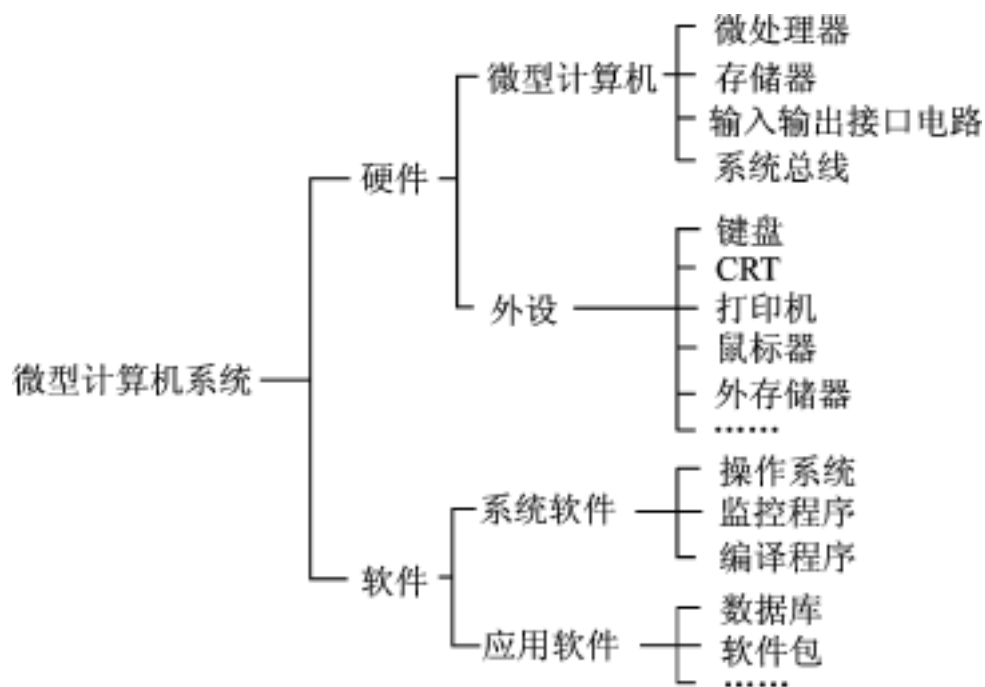 微型计算机系统
硬件
微型计算机
微处理器
存储器
输入输出接口电路
系统总线
外设
键盘
CRT
打印机
鼠标器
外存储器
……
软件
系统软件
操作系统
监控程序
编译程序
应用软件
数据库
软件包
……